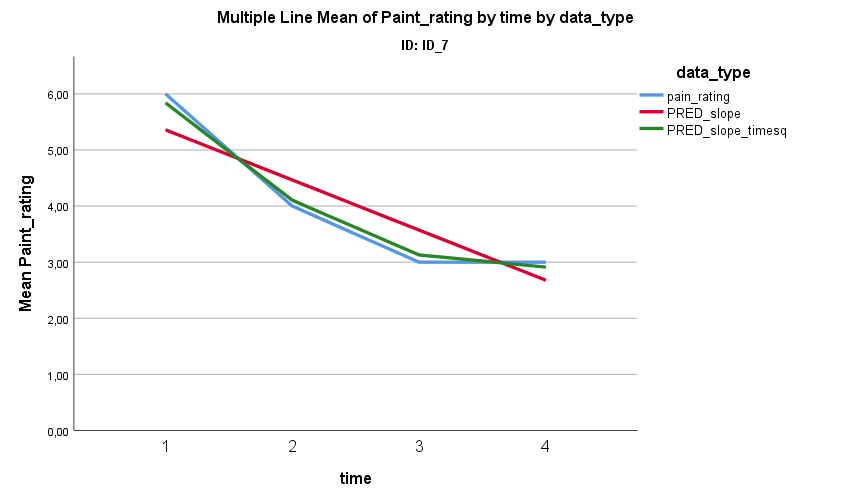 Multiple Line Mean of Paint_rating by time by data_type
ID: ID_7
data_type
pain_rating
PRED_slope
PRED_slope_timesq
Mean Paint_rating
6,00
5,00
4,00
3,00
2,00
1,00
0,00
1 2 3 4
time